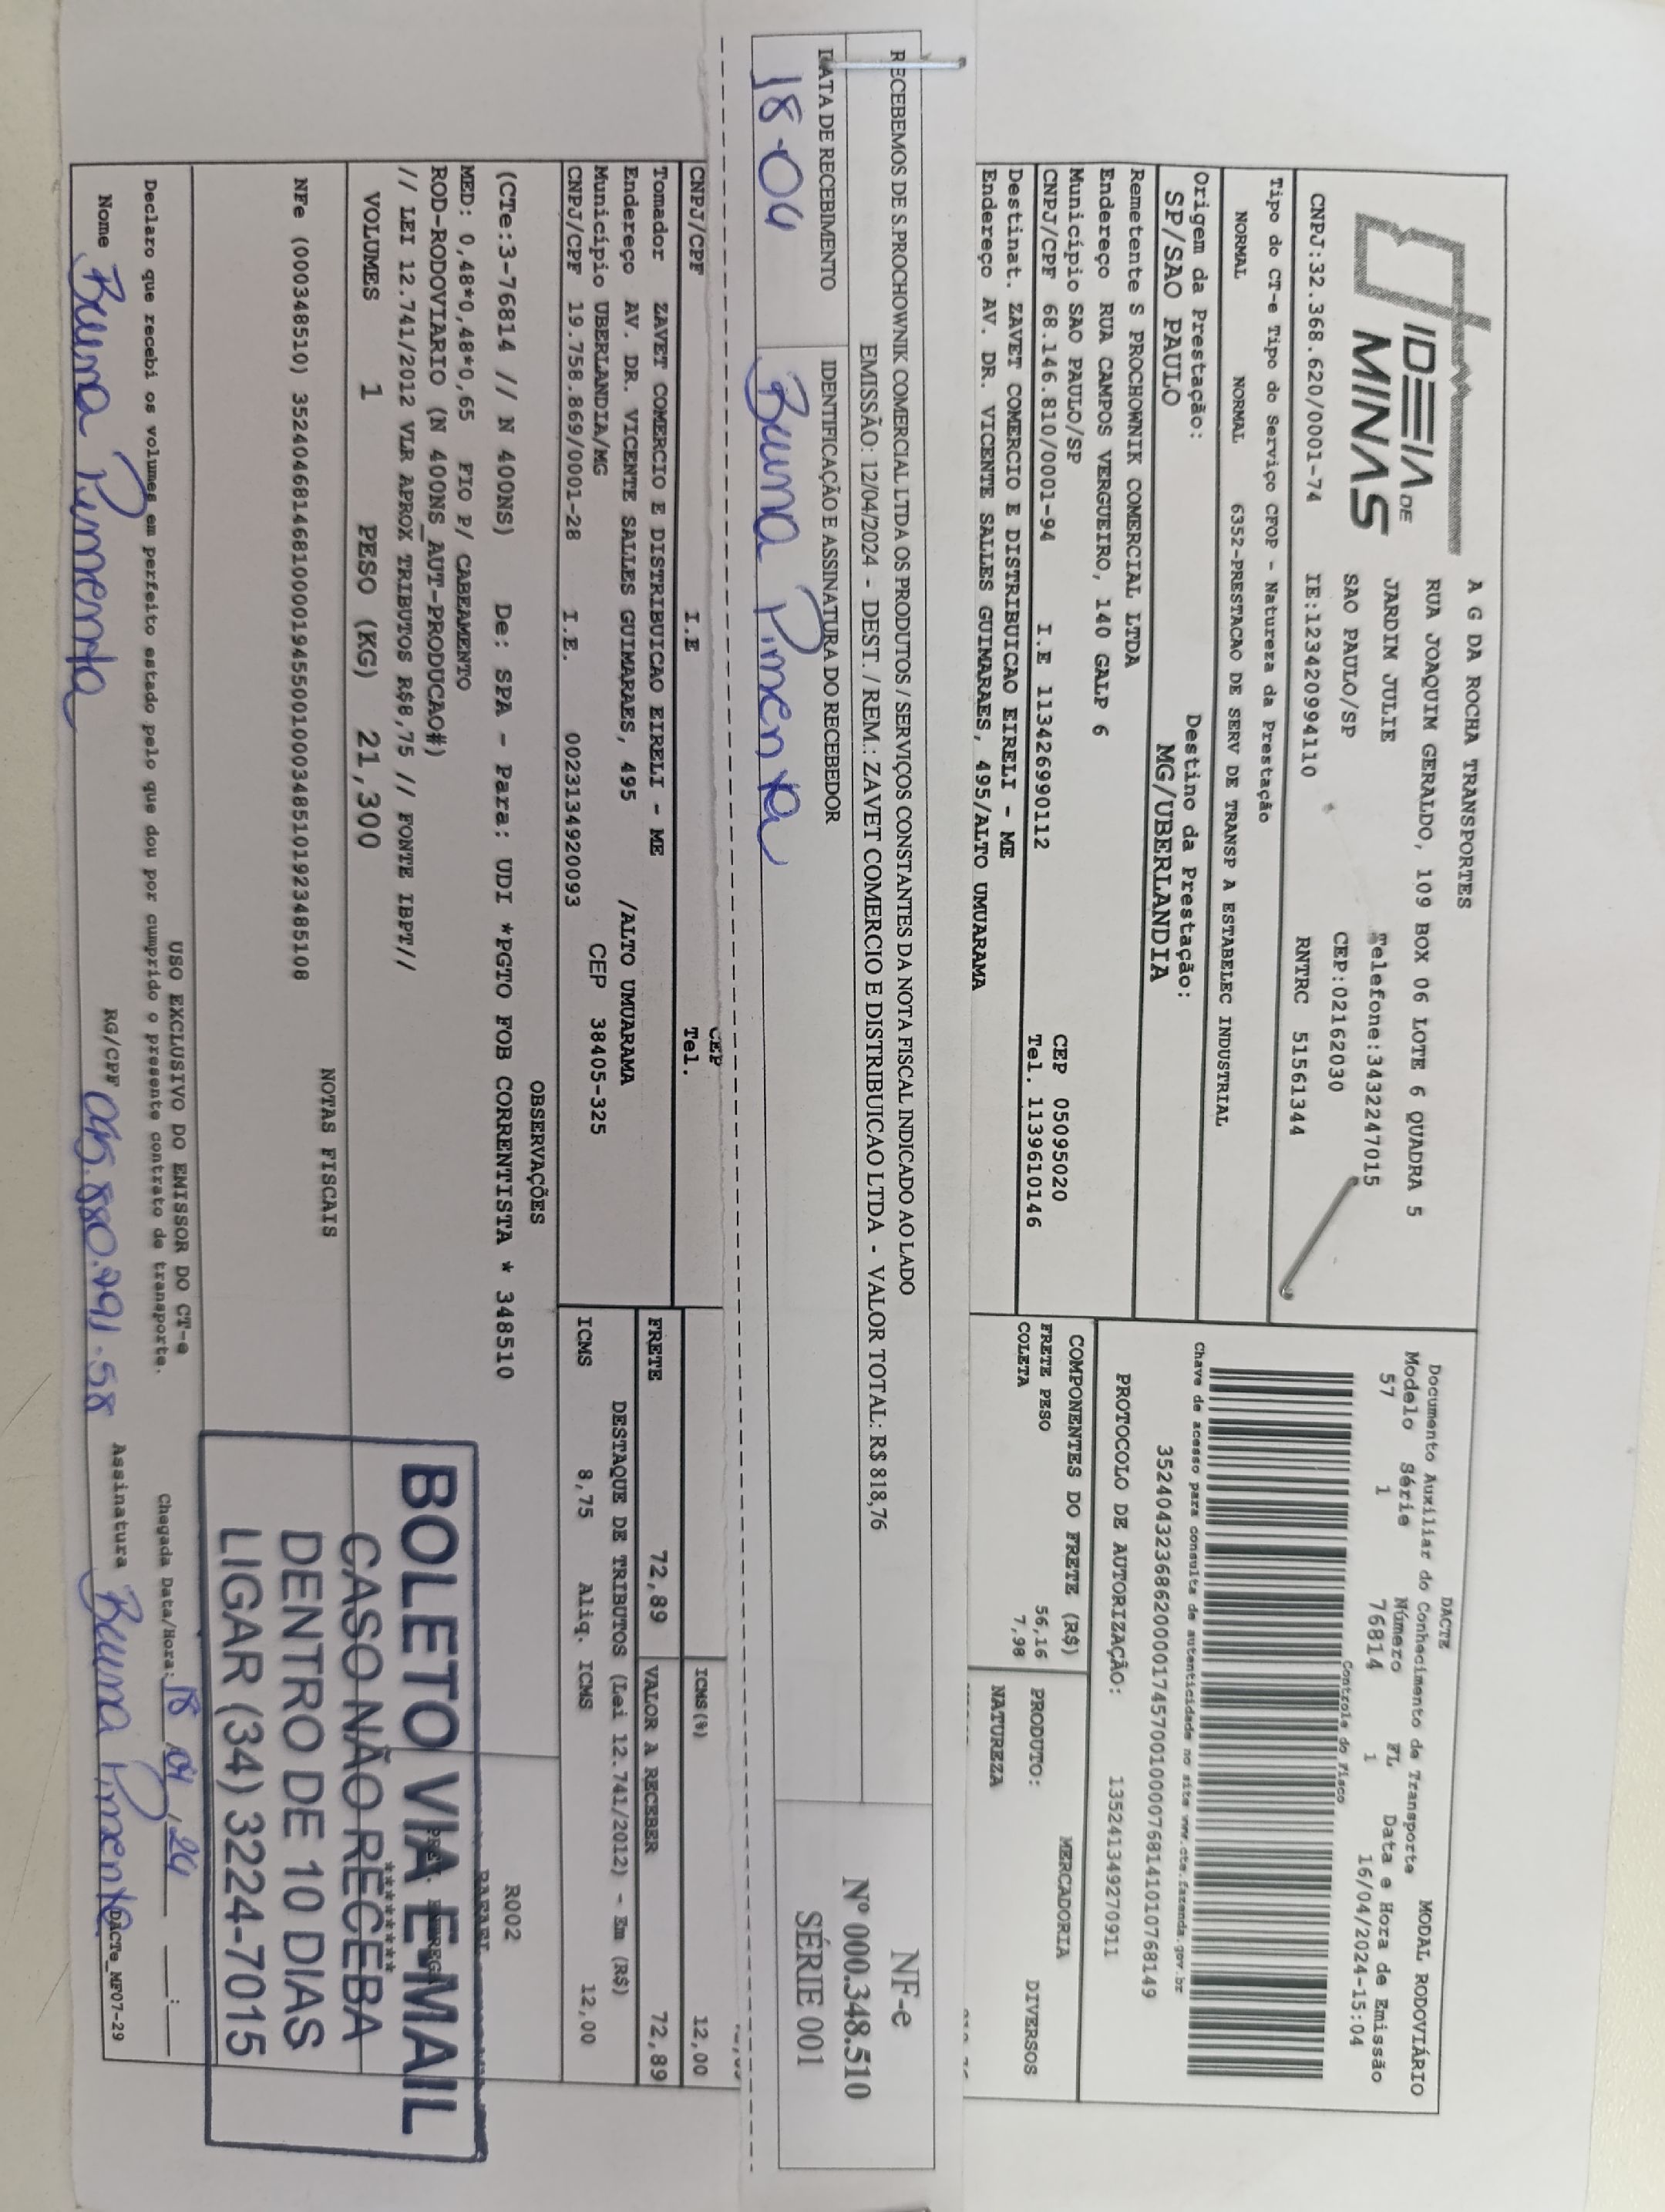 IDEIA DE
MINAS
A G DA ROCHA TRANSPORTES
RUA JOAQUIM GERALDO, 109 BOX 06 LOTE 6 QUADRA 5
JARDIM JULIE Telefone:3432247015
SAO PAULO/SP CEP:02162030
CNPJ:32.368.620/0001-74 IE:123420994110 RNTRC 51561344
DACTE MODAL RODOVIÁRIO
Documento Auxiliar do Conhecimento de Transporte
Modelo Série Número FL Data e Hora de Emissão
57 1 76814 1 16/04/2024-15:04
Controle do Fisco
Tipo do CT-e Tipo do Serviço CFOP - Natureza da Prestação
NORMAL NORMAL 6352-PRESTACAO DE SERV DE TRANSP A ESTABELEC INDUSTRIAL
Chave de acesso para consulta de autenticidade no site www.cte.fazenda.gov.br
35240432368620000174570010000768141010768149
Origem da Prestação: Destino da Prestação:
SP/SAO PAULO MG/UBERLANDIA
PROTOCOLO DE AUTORIZAÇÃO: 135241349270911
Remetente S PROCHOWNIK COMERCIAL LTDA
Endereço RUA CAMPOS VERGUEIRO, 140 GALP 6
Município SAO PAULO/SP CEP 05095020
CNPJ/CPF 68.146.810/0001-94 I.E 113426990112 Tel. 1139610146
COMPONENTES DO FRETE (R$) MERCADORIA
FRETE PESO 56,16 PRODUTO: DIVERSOS
COLETA 7,98 NATUREZA
Destinat. ZAVET COMERCIO E DISTRIBUICAO EIRELI - ME
Endereço AV. DR. VICENTE SALLES GUIMARAES, 495/ALTO UMUARAMA
RECEBEMOS DE S.PROCHOWNIK COMERCIAL LTDA OS PRODUTOS / SERVIÇOS CONSTANTES DA NOTA FISCAL INDICADO AO LADO
EMISSÃO: 12/04/2024 - DEST. / REM.: ZAVET COMERCIO E DISTRIBUICAO LTDA - VALOR TOTAL: R$ 818,76
NF-e
Nº 000.348.510
SÉRIE 001
DATA DE RECEBIMENTO IDENTIFICAÇÃO E ASSINATURA DO RECEBEDOR
18-04 Bruna Pimenta
CEP
CNPJ/CPF I.E Tel.
ICMS(%) 12,00
Tomador ZAVET COMERCIO E DISTRIBUICAO EIRELI - ME
Endereço AV. DR. VICENTE SALLES GUIMARAES, 495 /ALTO UMUARAMA
Município UBERLANDIA/MG CEP 38405-325
CNPJ/CPF 19.758.869/0001-28 I.E. 0023134920093
FRETE 72,89 VALOR A RECEBER 72,89
DESTAQUE DE TRIBUTOS (Lei 12.741/2012) - Em (R$)
ICMS 8,75 Aliq. ICMS 12,00
OBSERVAÇÕES
(CTe:3-76814 // N 400NS) De: SPA - Para: UDI *PGTO FOB CORRENTISTA * 348510
MED: 0,48*0,48*0,65 FIO P/ CABEAMENTO
ROD-RODOVIARIO (N 400NS_AUT-PRODUCAO#)
// LEI 12.741/2012 VLR APROX TRIBUTOS R$8,75 // FONTE IBPT//
R002
VOLUMES 1 PESO (KG) 21,300
BOLETO VIA E-MAIL
CASO NÃO RECEBA
DENTRO DE 10 DIAS
LIGAR (34) 3224-7015
NOTAS FISCAIS
NFe (000348510) 35240468146810000194550010003485101923485108
USO EXCLUSIVO DO EMISSOR DO CT-e
Declaro que recebi os volumes em perfeito estado pelo que dou por cumprido o presente contrato de transporte.
Chegada Data/Hora: 18 / 04 / 24 ___:___
Nome Bruna Pimenta RG/CPF Assinatura Bruna Pimenta
DACTe_MF07-29